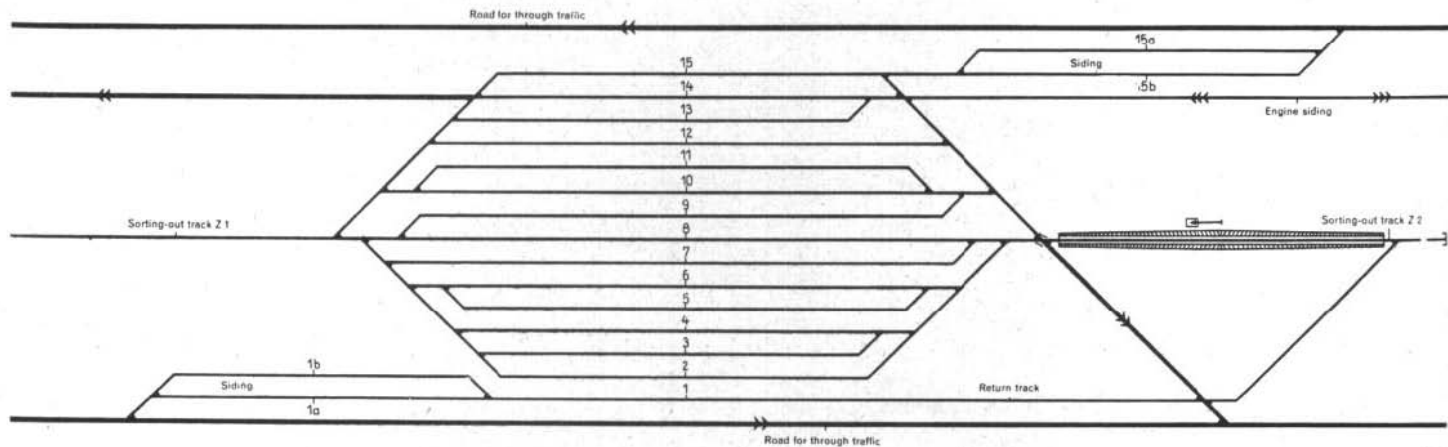 Road for through traffic
15a
15
Siding
14
5b
13
Engine siding
12
11
10
9
Sorting-out track Z 1
8
Sorting-out track Z 2
7
6
5
4
3
1b
2
Siding
1
Return track
1a
Road for through traffic